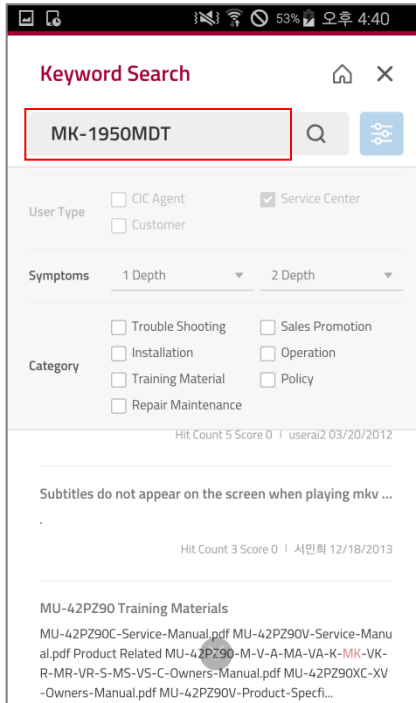 53% 오후 4:40
Keyword Search
MK-1950MDT
User Type
CIC Agent
Service Center
Customer
Symptoms
1 Depth
2 Depth
Category
Trouble Shooting
Sales Promotion
Installation
Operation
Training Material
Policy
Repair Maintenance
Hit Count 5 Score 0 | userai2 03/20/2012
Subtitles do not appear on the screen when playing mkv ...
.
Hit Count 3 Score 0 | 서민희 12/18/2013
MU-42PZ90 Training Materials
MU-42PZ90C-Service-Manual.pdf MU-42PZ90V-Service-Manu
al.pdf Product Related MU-42PZ90-M-V-A-MA-VA-K-MK-VK-
R-MR-VR-S-MS-VS-C-Owners-Manual.pdf MU-42PZ90XC-XV
-Owners-Manual.pdf MU-42PZ90V-Product-Specfi...